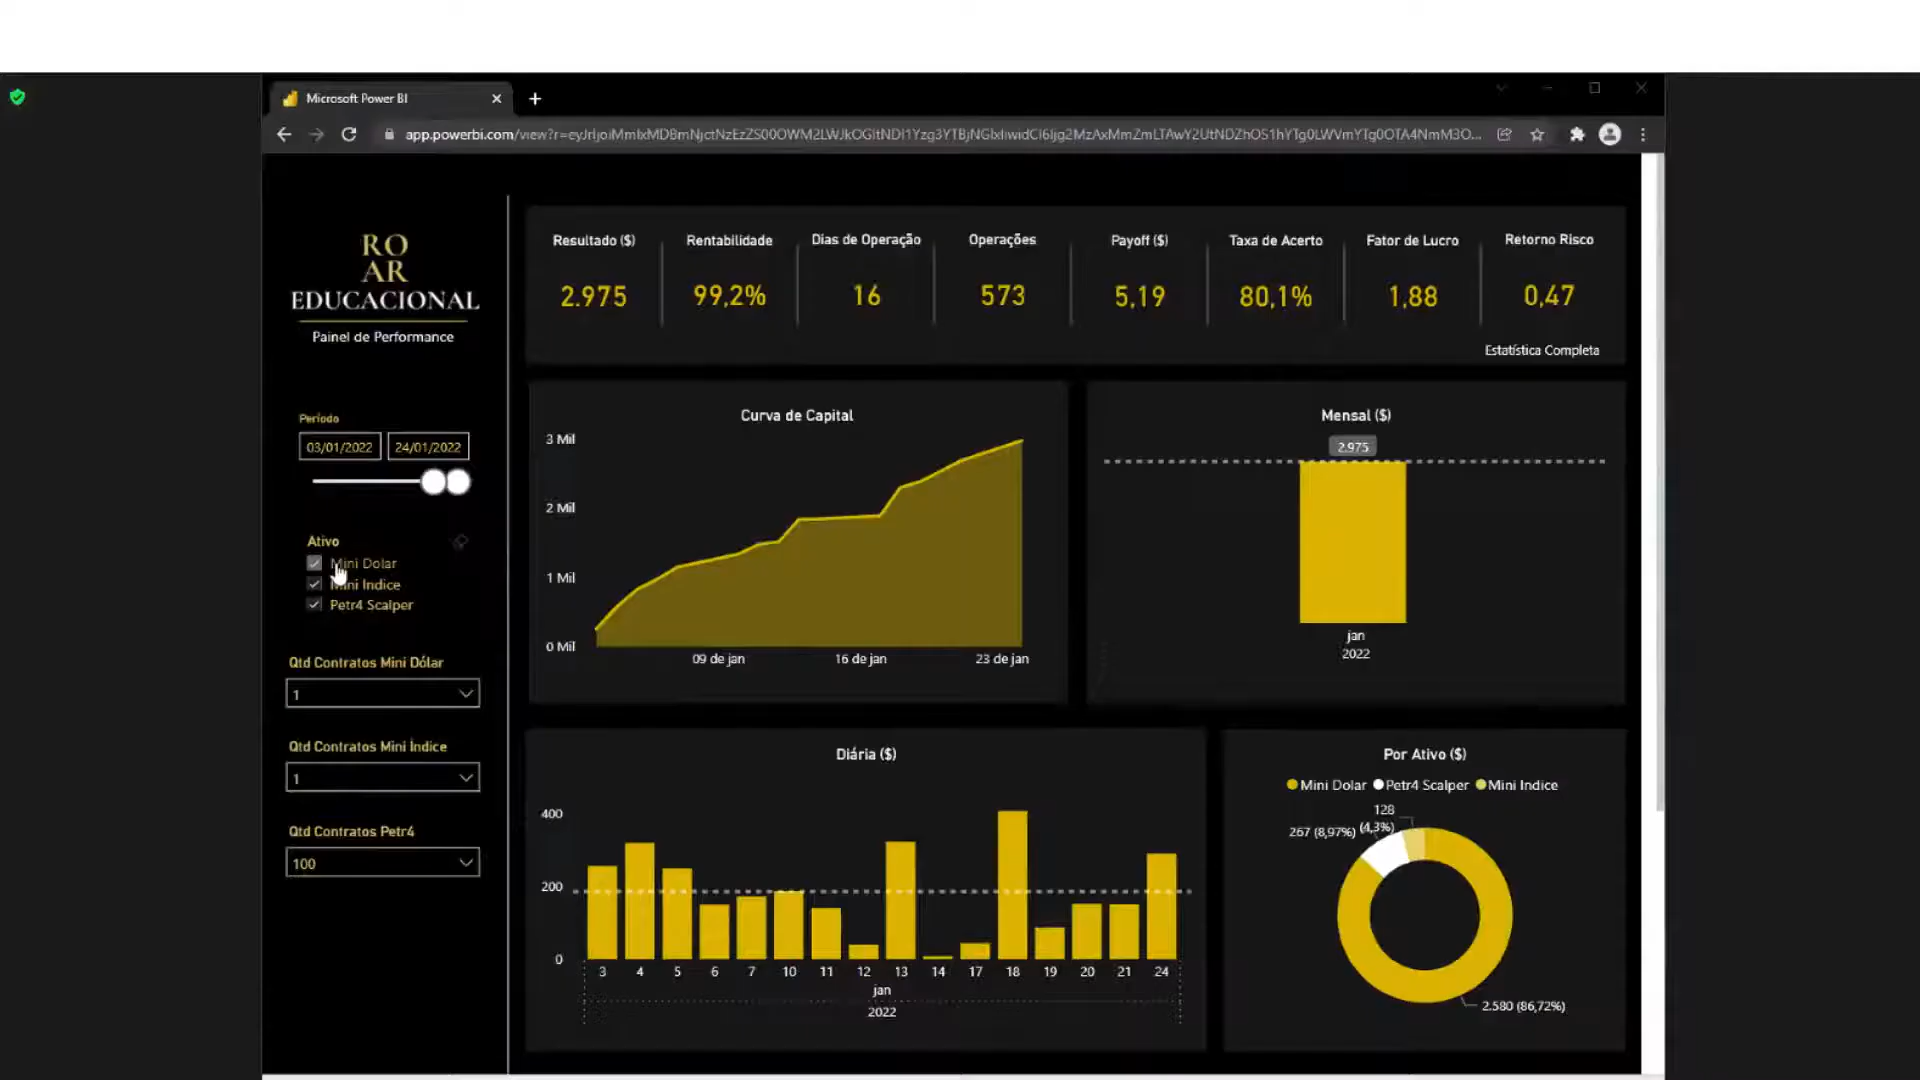 Microsoft Power BI
RO
AR
EDUCACIONAL
Painel de Performance
Período
03/01/2022 24/01/2022
Ativo
Mini Dolar
Mini Indice
Petr4 Scalper
Qtd Contratos Mini Dólar
1
Qtd Contratos Mini Índice
1
Qtd Contratos Petr4
100
Resultado ($) Rentabilidade Dias de Operação Operações Payoff ($) Taxa de Acerto Fator de Lucro Retorno Risco
2.975 99,2% 16 573 5,19 80,1% 1,88 0,47
Estatística Completa
Curva de Capital
3 Mil
2 Mil
1 Mil
0 Mil
09 de jan 16 de jan 23 de jan
Mensal ($)
2.975
jan
2022
Diária ($)
400
200
0
3 4 5 6 7 10 11 12 13 14 17 18 19 20 21 24
jan
2022
Por Ativo ($)
Mini Dolar Petr4 Scalper Mini Indice
128
(4,3%)
267 (8,97%)
2.580 (86,72%)